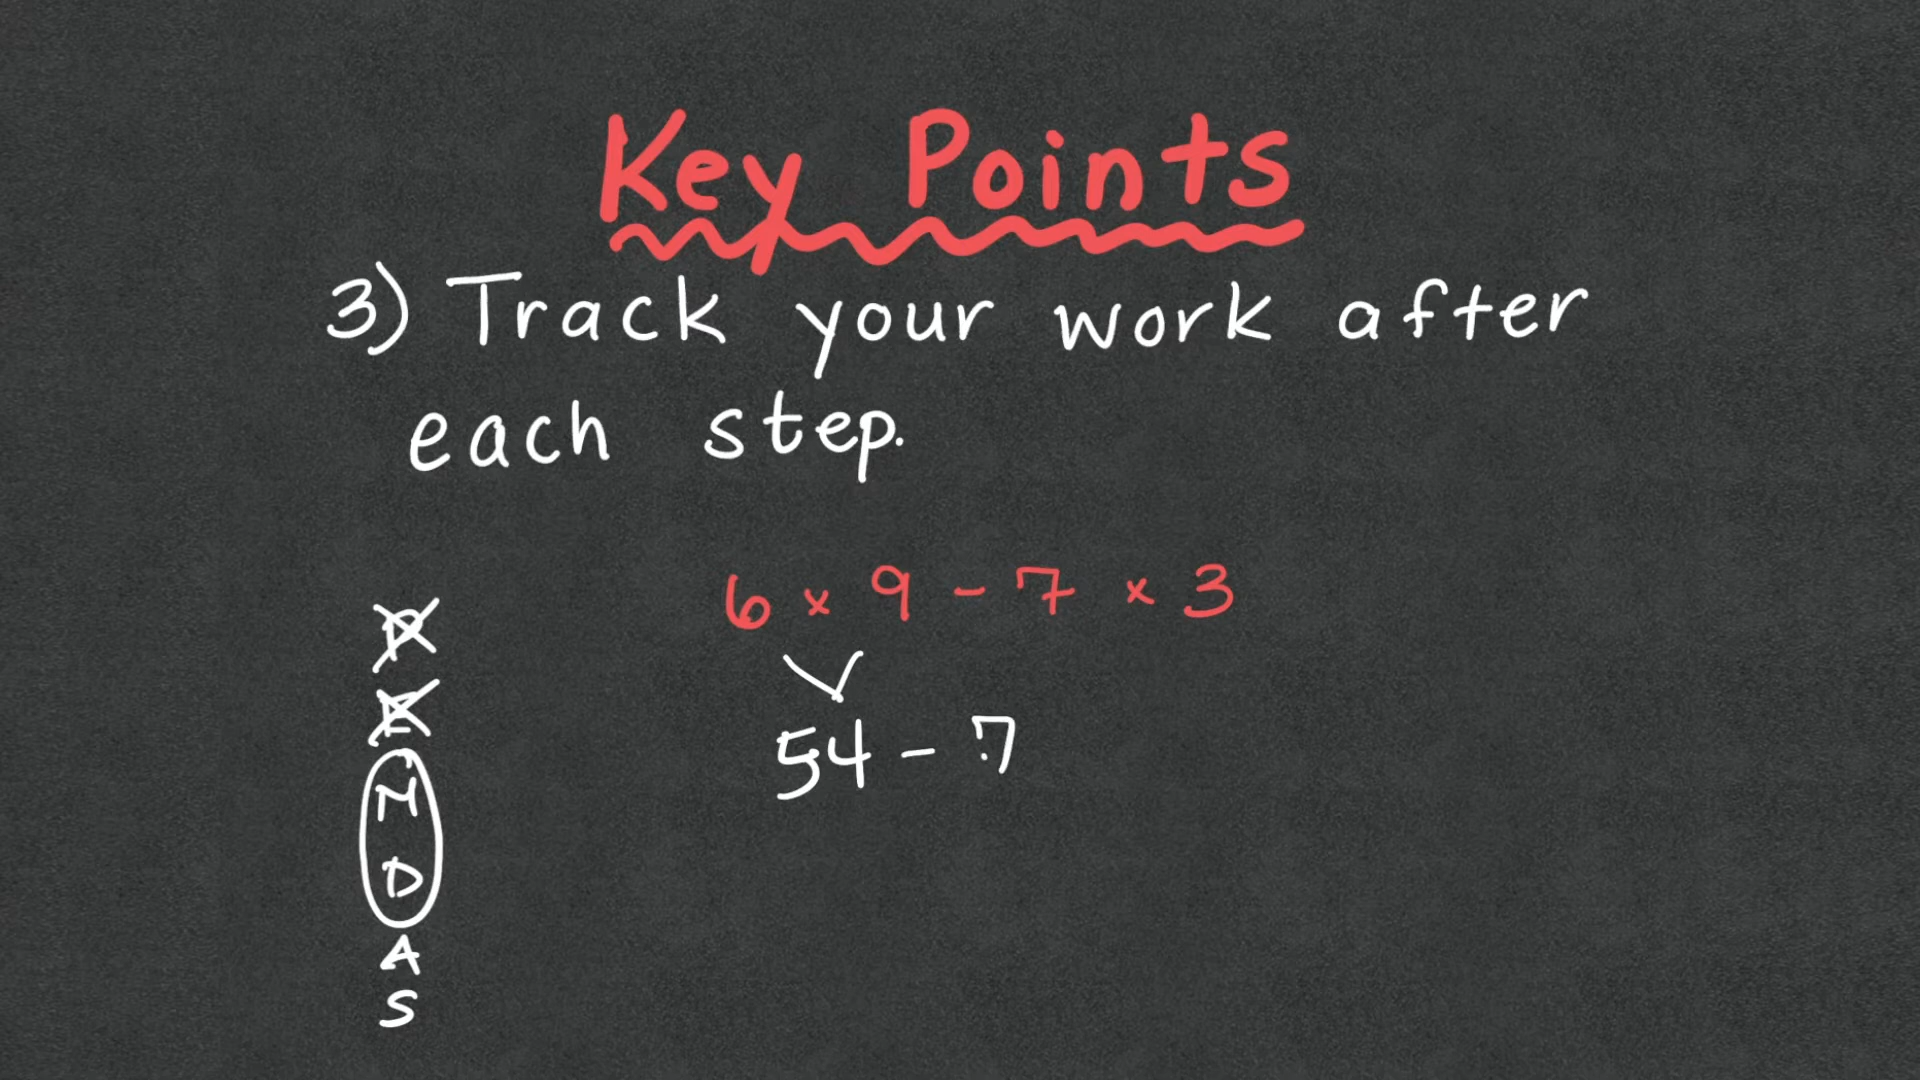 Key Points
3) Track your work after
each step.
6 × 9 - 7 × 3
54 - 7
P
E
M
D
A
S